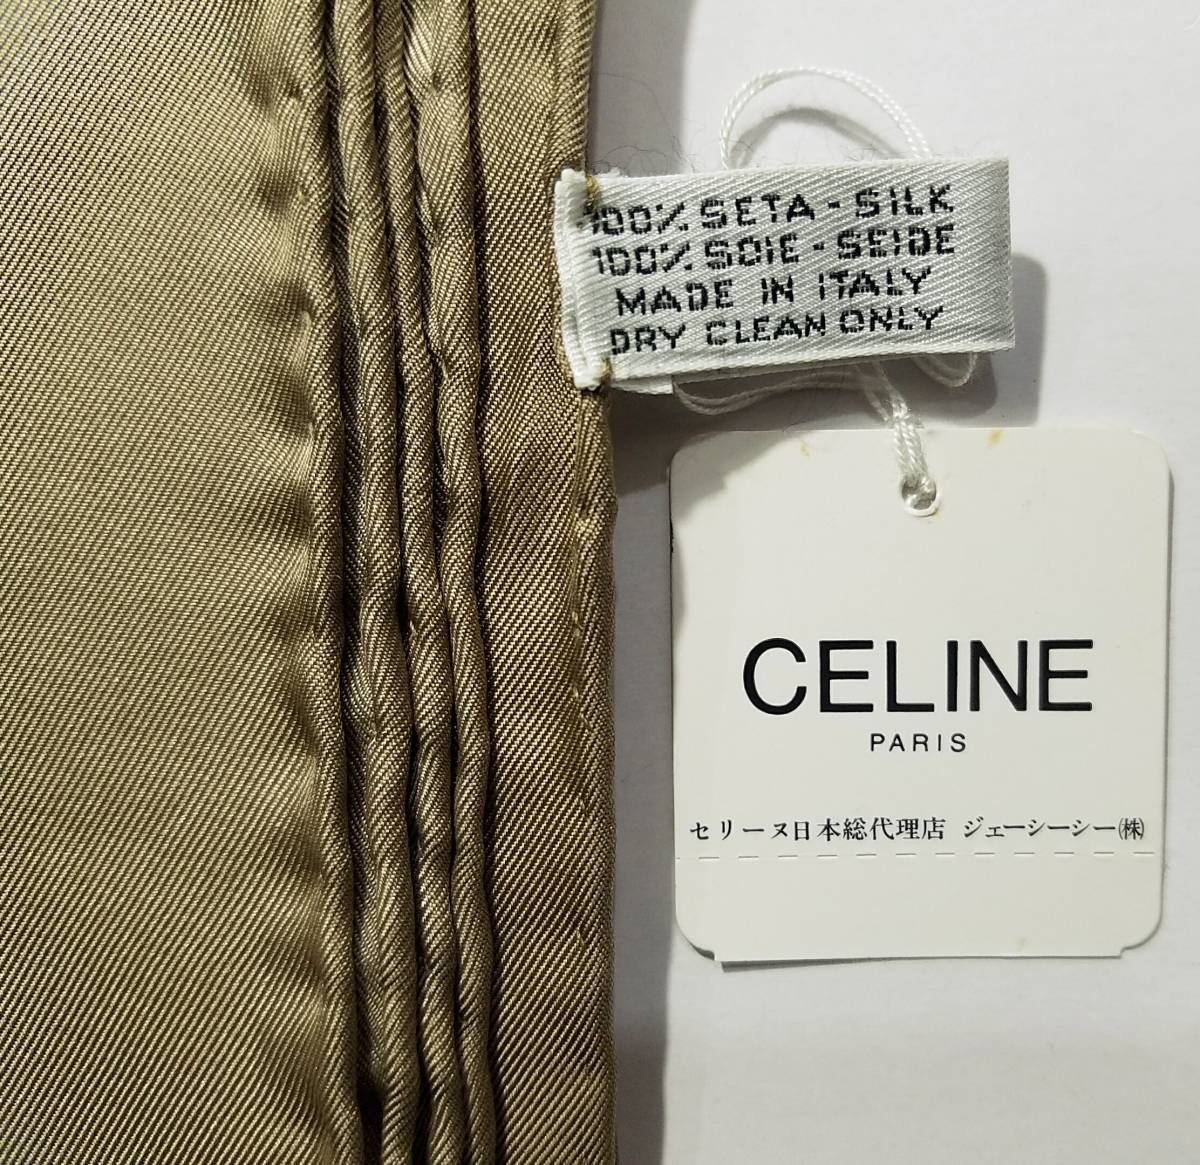 100% SETA - SILK
100% SOIE - SEIDE
MADE IN ITALY
DRY CLEAN ONLY
CELINE
PARIS
セリーヌ日本総代理店 ジェーシーシー㈱